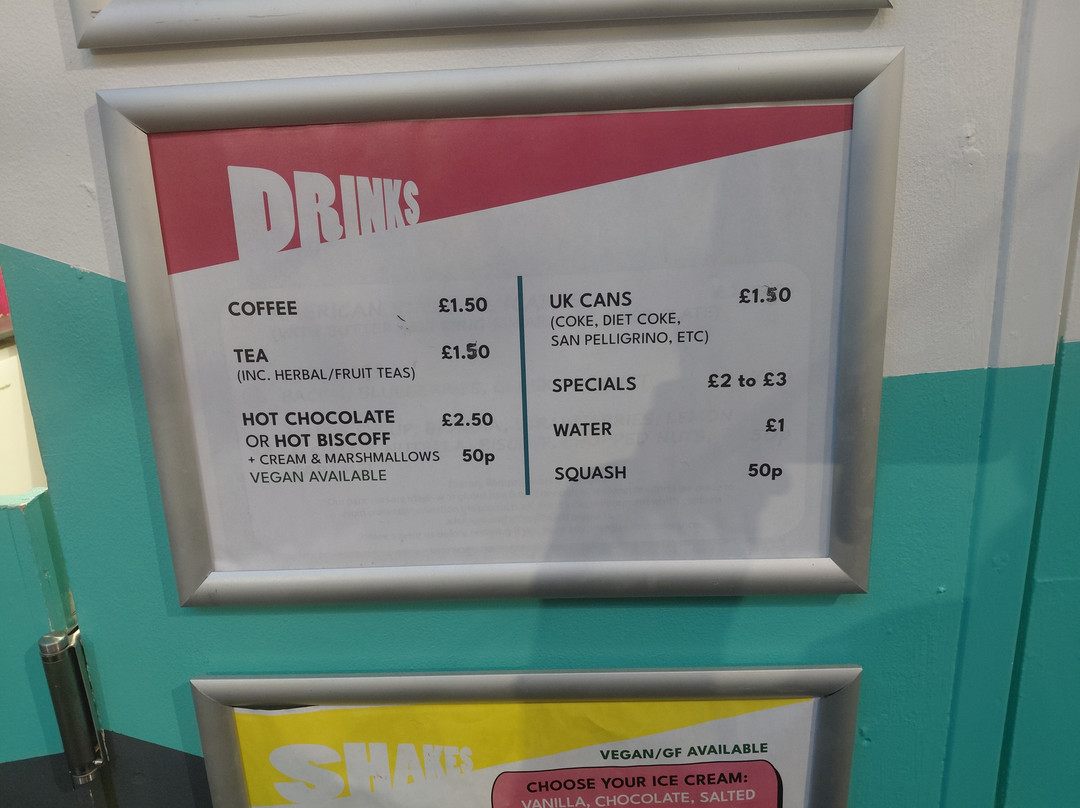 DRINKS
COFFEE £1.50
TEA £1.50
(INC. HERBAL/FRUIT TEAS)
HOT CHOCOLATE £2.50
OR HOT BISCOFF
+ CREAM & MARSHMALLOWS 50p
VEGAN AVAILABLE
UK CANS £1.50
(COKE, DIET COKE,
SAN PELLIGRINO, ETC)
SPECIALS £2 to £3
WATER £1
SQUASH 50p
SHAKES
VEGAN/GF AVAILABLE
CHOOSE YOUR ICE CREAM:
VANILLA, CHOCOLATE, SALTED